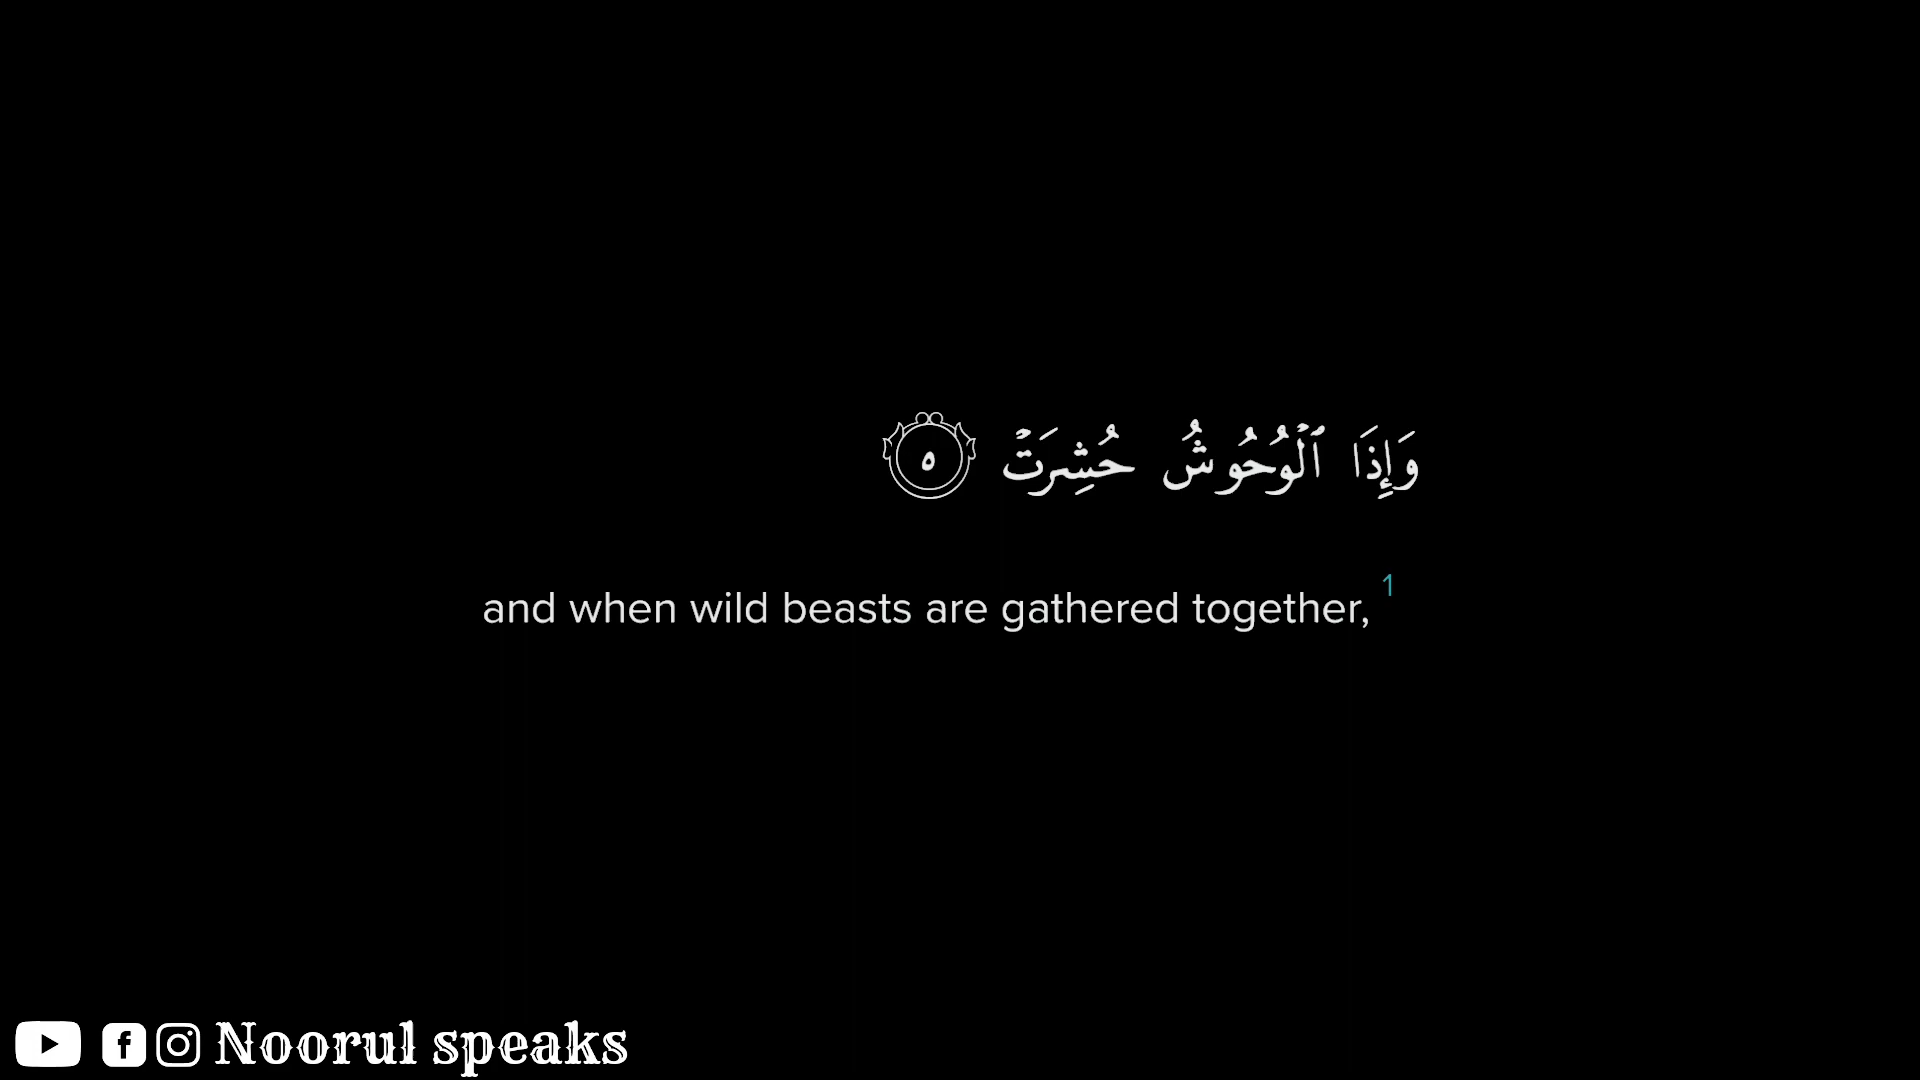 وَإِذَا ٱلْوُحُوشُ حُشِرَتْ ٥
and when wild beasts are gathered together, 1
Noorul speaks